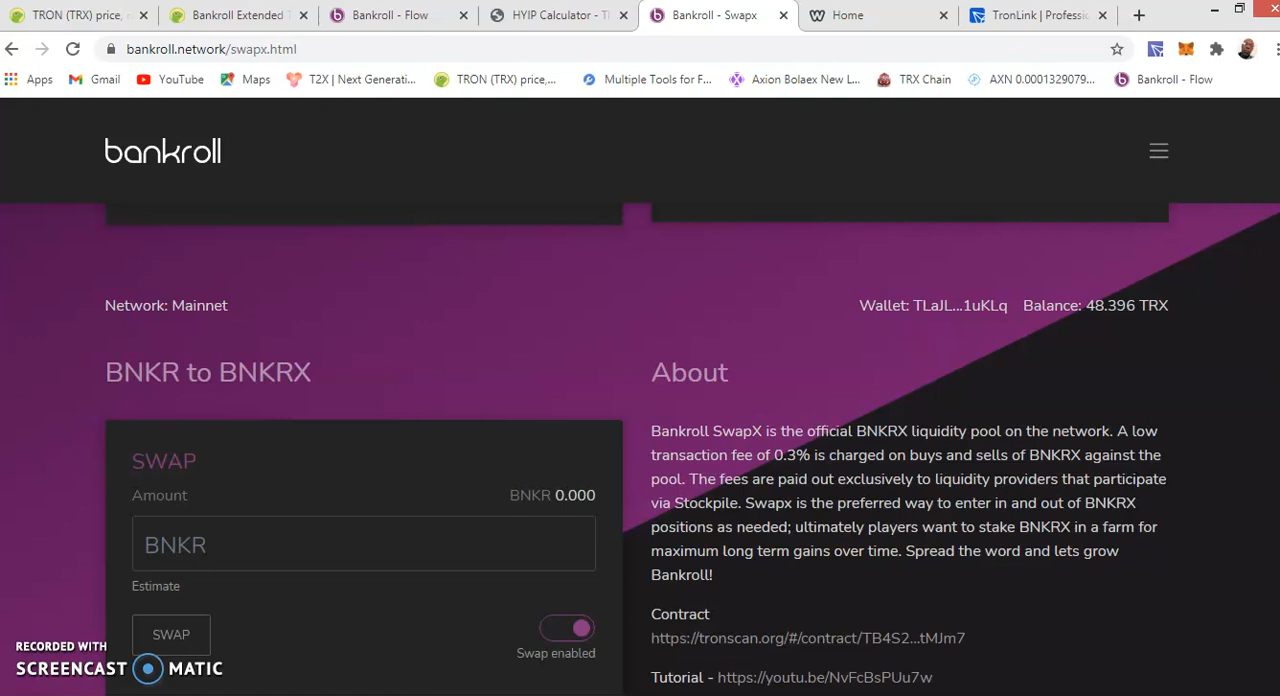 TRON (TRX) price,
Bankroll Extended T
Bankroll - Flow
HYIP Calculator - T
Bankroll - Swapx
Home
TronLink | Profess
bankroll.network/swapx.html
Apps
Gmail
YouTube
Maps
T2X | Next Generati...
TRON (TRX) price,...
Multiple Tools for F...
Axion Bolaex New L...
TRX Chain
AXN 0.0001329079...
Bankroll - Flow
bankroll
Network: Mainnet
Wallet: TLaJL...1uKLq Balance: 48.396 TRX
BNKR to BNKRX
SWAP
Amount
BNKR 0.000
BNKR
Estimate
SWAP
Swap enabled
About
Bankroll SwapX is the official BNKRX liquidity pool on the network. A low
transaction fee of 0.3% is charged on buys and sells of BNKRX against the
pool. The fees are paid out exclusively to liquidity providers that participate
via Stockpile. Swapx is the preferred way to enter in and out of BNKRX
positions as needed; ultimately players want to stake BNKRX in a farm for
maximum long term gains over time. Spread the word and lets grow
Bankroll!
Contract
https://tronscan.org/#/contract/TB4S2...tMJm7
Tutorial - https://youtu.be/NvFcBsPUu7w
RECORDED WITH
SCREENCAST MATIC